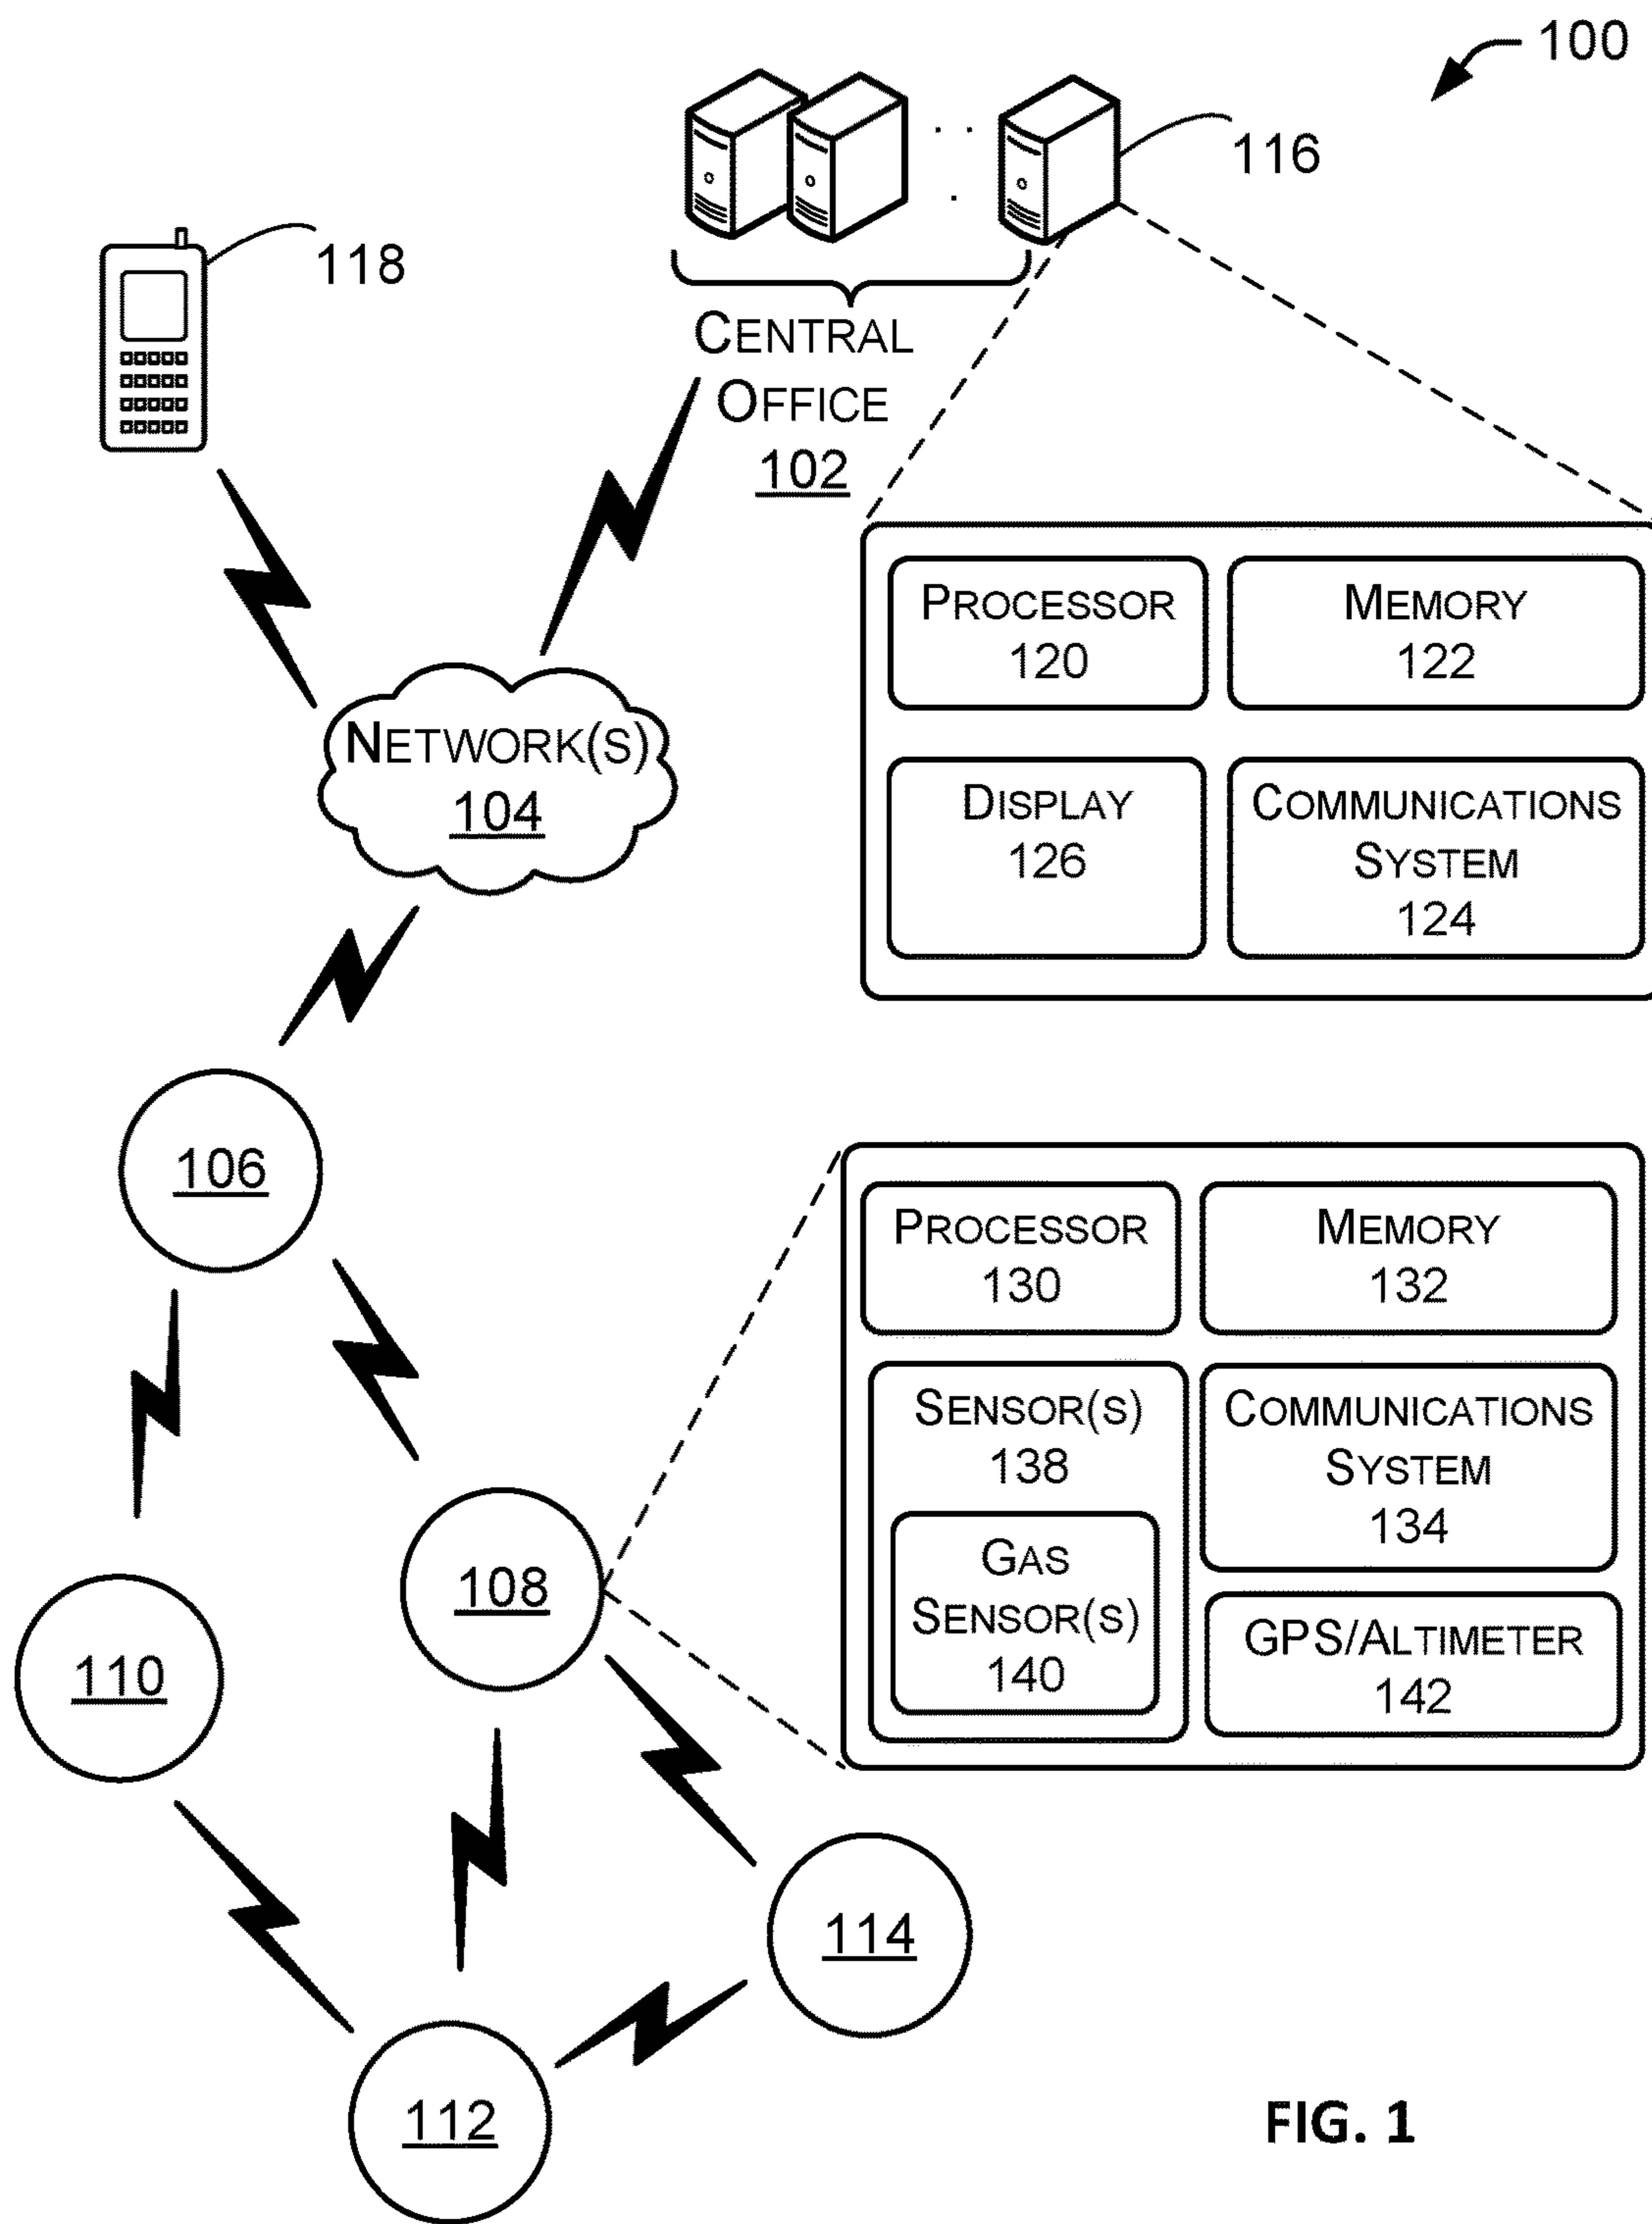 100
116
118
CENTRAL
OFFICE
102
PROCESSOR
120
MEMORY
122
NETWORK(S)
104
DISPLAY
126
COMMUNICATIONS
SYSTEM
124
106
PROCESSOR
130
MEMORY
132
SENSOR(S)
138
COMMUNICATIONS
SYSTEM
134
GAS
SENSOR(S)
140
GPS/ALTIMETER
142
108
110
114
112
FIG. 1